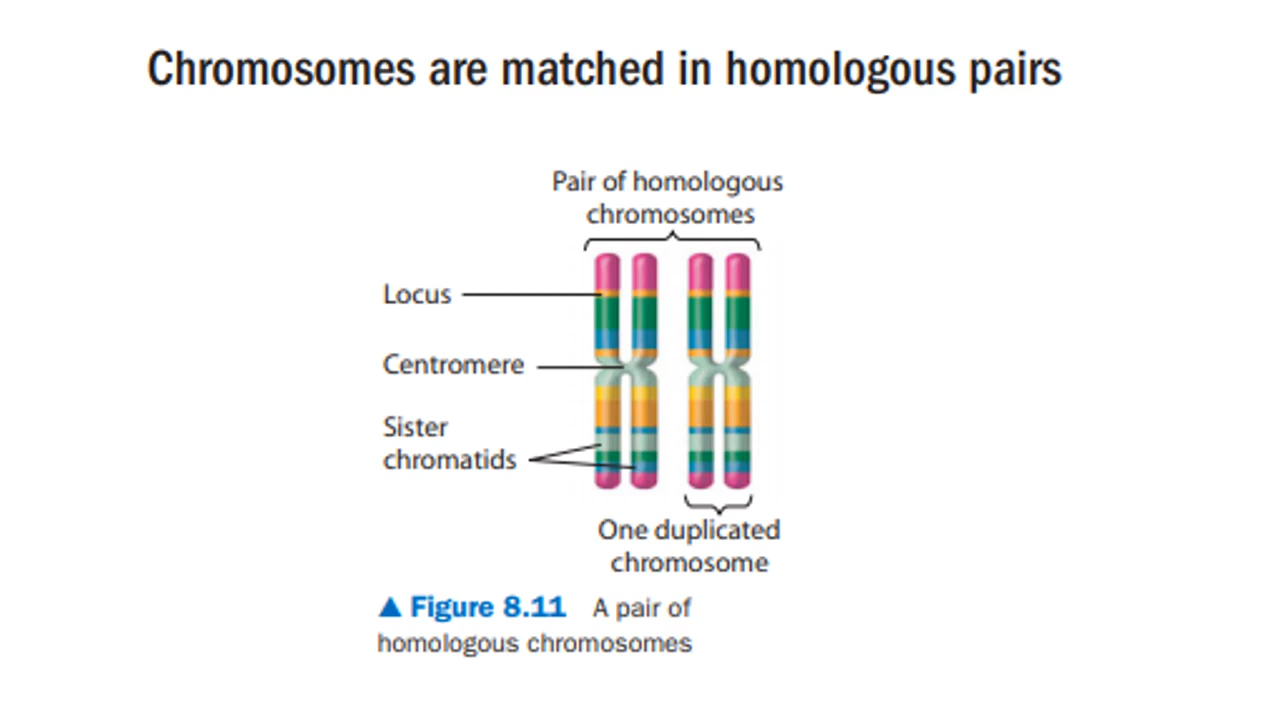 Chromosomes are matched in homologous pairs
Pair of homologous
chromosomes
Locus
Centromere
Sister
chromatids
One duplicated
chromosome
▲ Figure 8.11 A pair of
homologous chromosomes